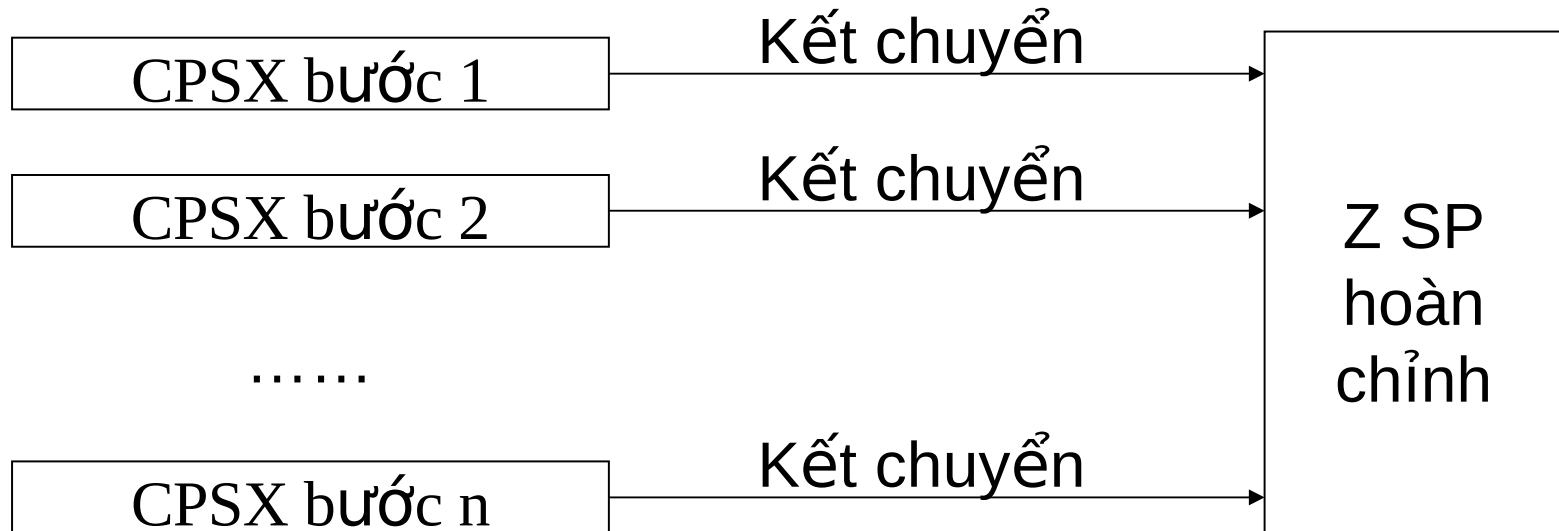 Kết chuyển
CPSX bước 1
Kết chuyển
CPSX bước 2
Z SP
hoàn
chỉnh
......
Kết chuyển
CPSX bước n